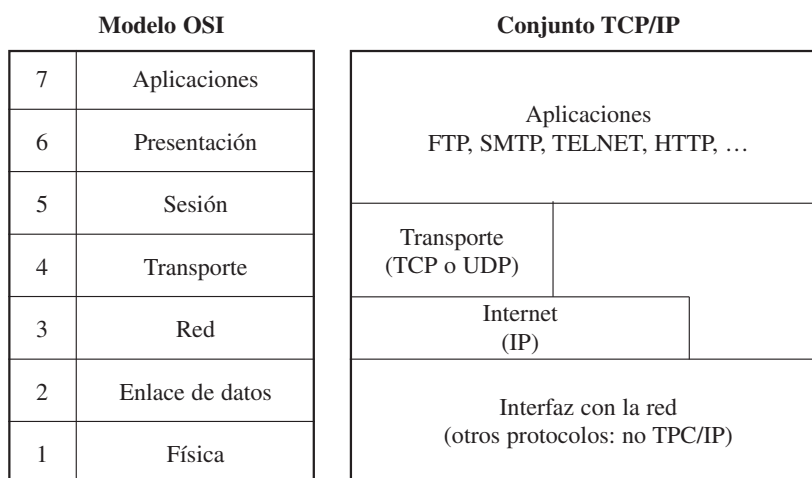 Modelo OSI
7 Aplicaciones
6 Presentación
5 Sesión
4 Transporte
3 Red
2 Enlace de datos
1 Física
Conjunto TCP/IP
Aplicaciones
FTP, SMTP, TELNET, HTTP, …
Transporte
(TCP o UDP)
Internet
(IP)
Interfaz con la red
(otros protocolos: no TPC/IP)